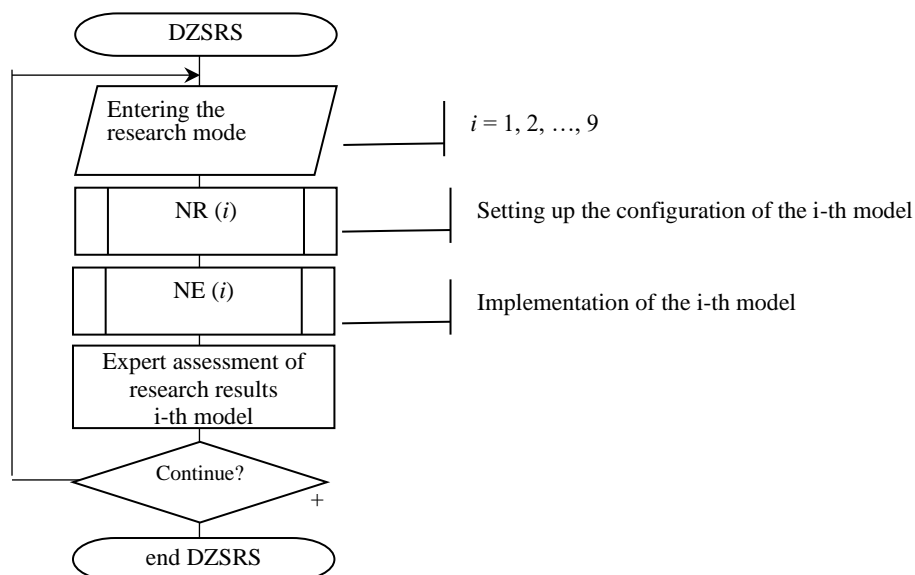 DZSRS
Entering the
research mode
i = 1, 2, …, 9
NR (i)
Setting up the configuration of the i-th model
NE (i)
Implementation of the i-th model
Expert assessment of
research results
i-th model
Continue?
+
end DZSRS